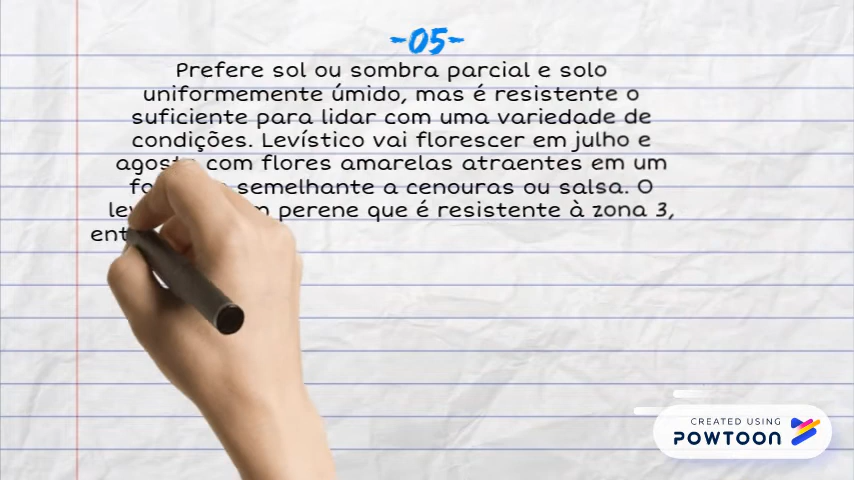 -05-
Prefere sol ou sombra parcial e solo
uniformemente úmido, mas é resistente o
suficiente para lidar com uma variedade de
condições. Levístico vai florescer em julho e
agosto com flores amarelas atraentes em um
semelhante a cenouras ou salsa. O
perene que é resistente à zona 3,
CREATED USING
POWTOON